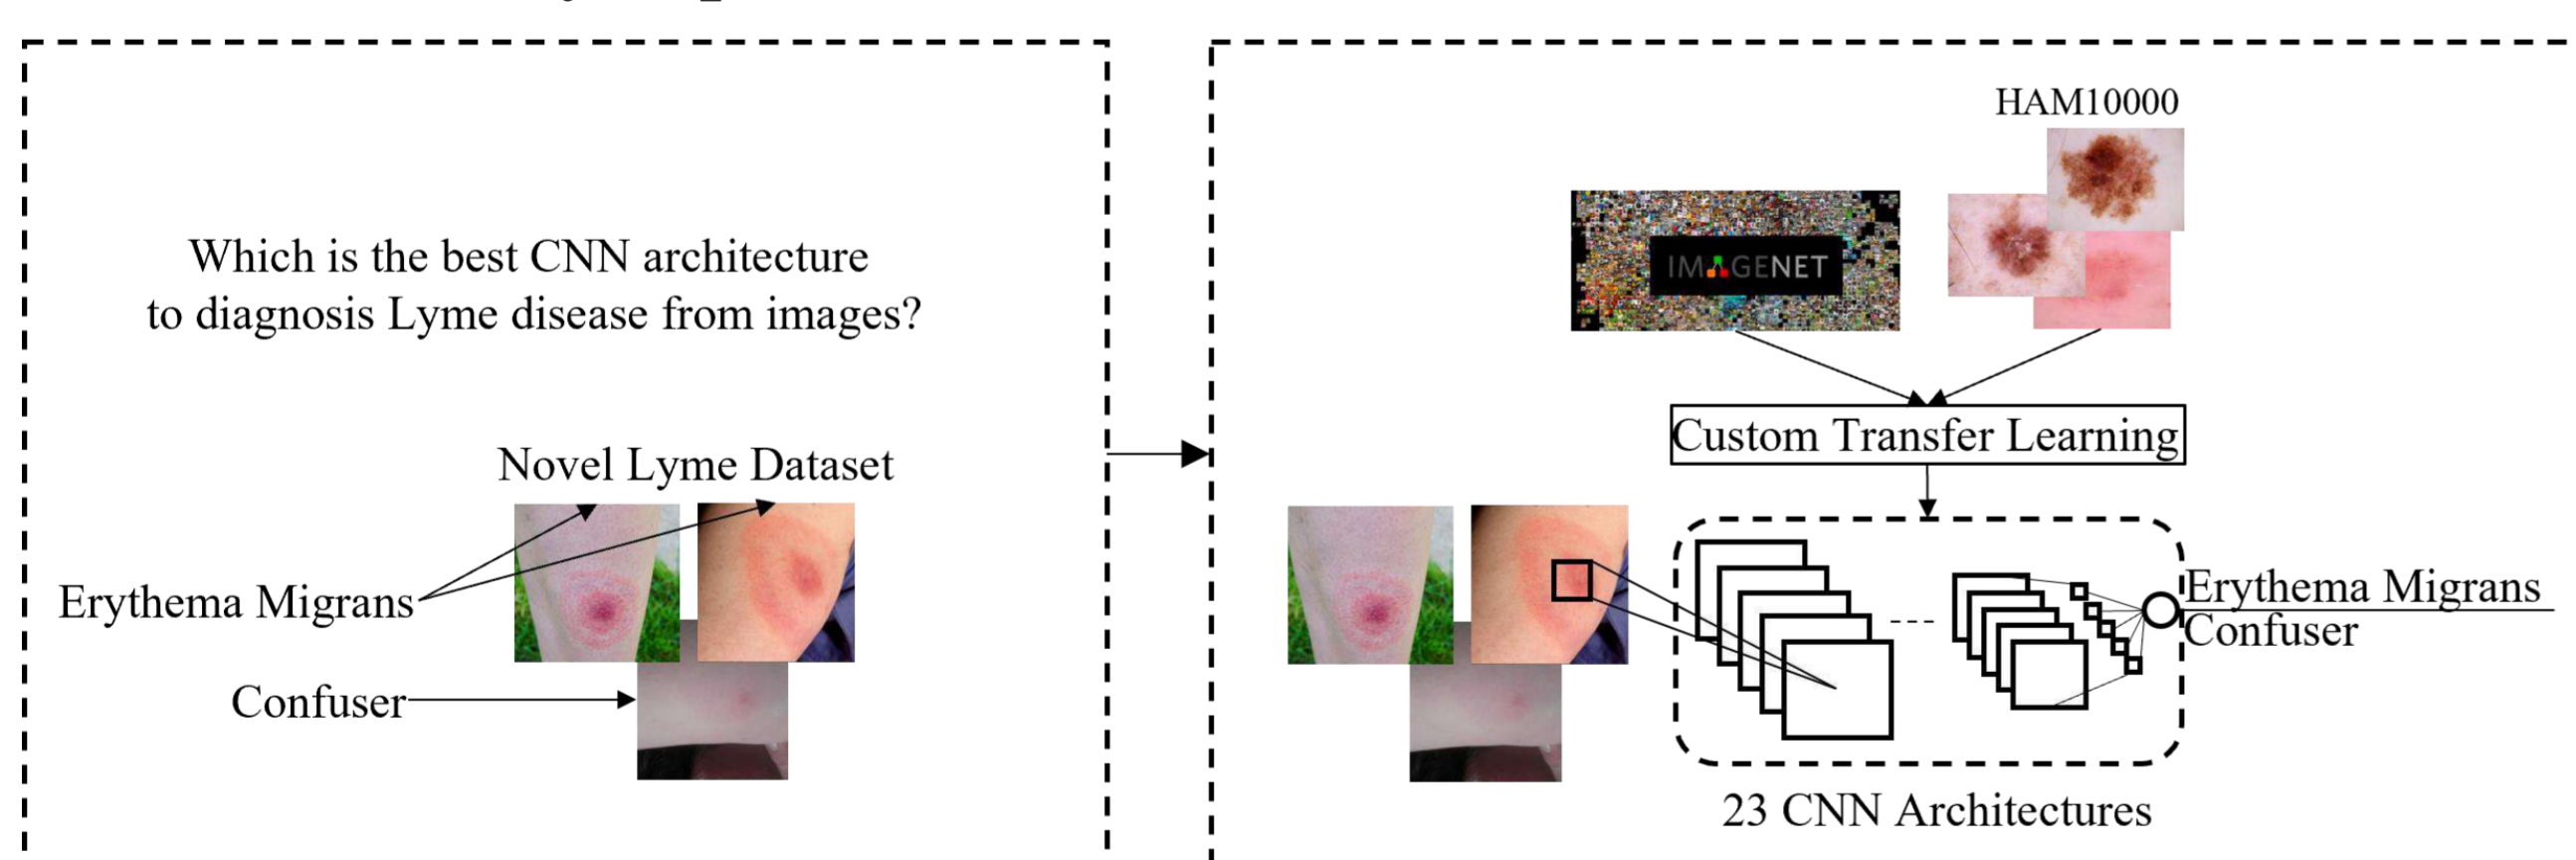 Which is the best CNN architecture
to diagnosis Lyme disease from images?
Novel Lyme Dataset
Erythema Migrans
Confuser
HAM10000
IMAGENET
Custom Transfer Learning
Erythema Migrans
Confuser
23 CNN Architectures